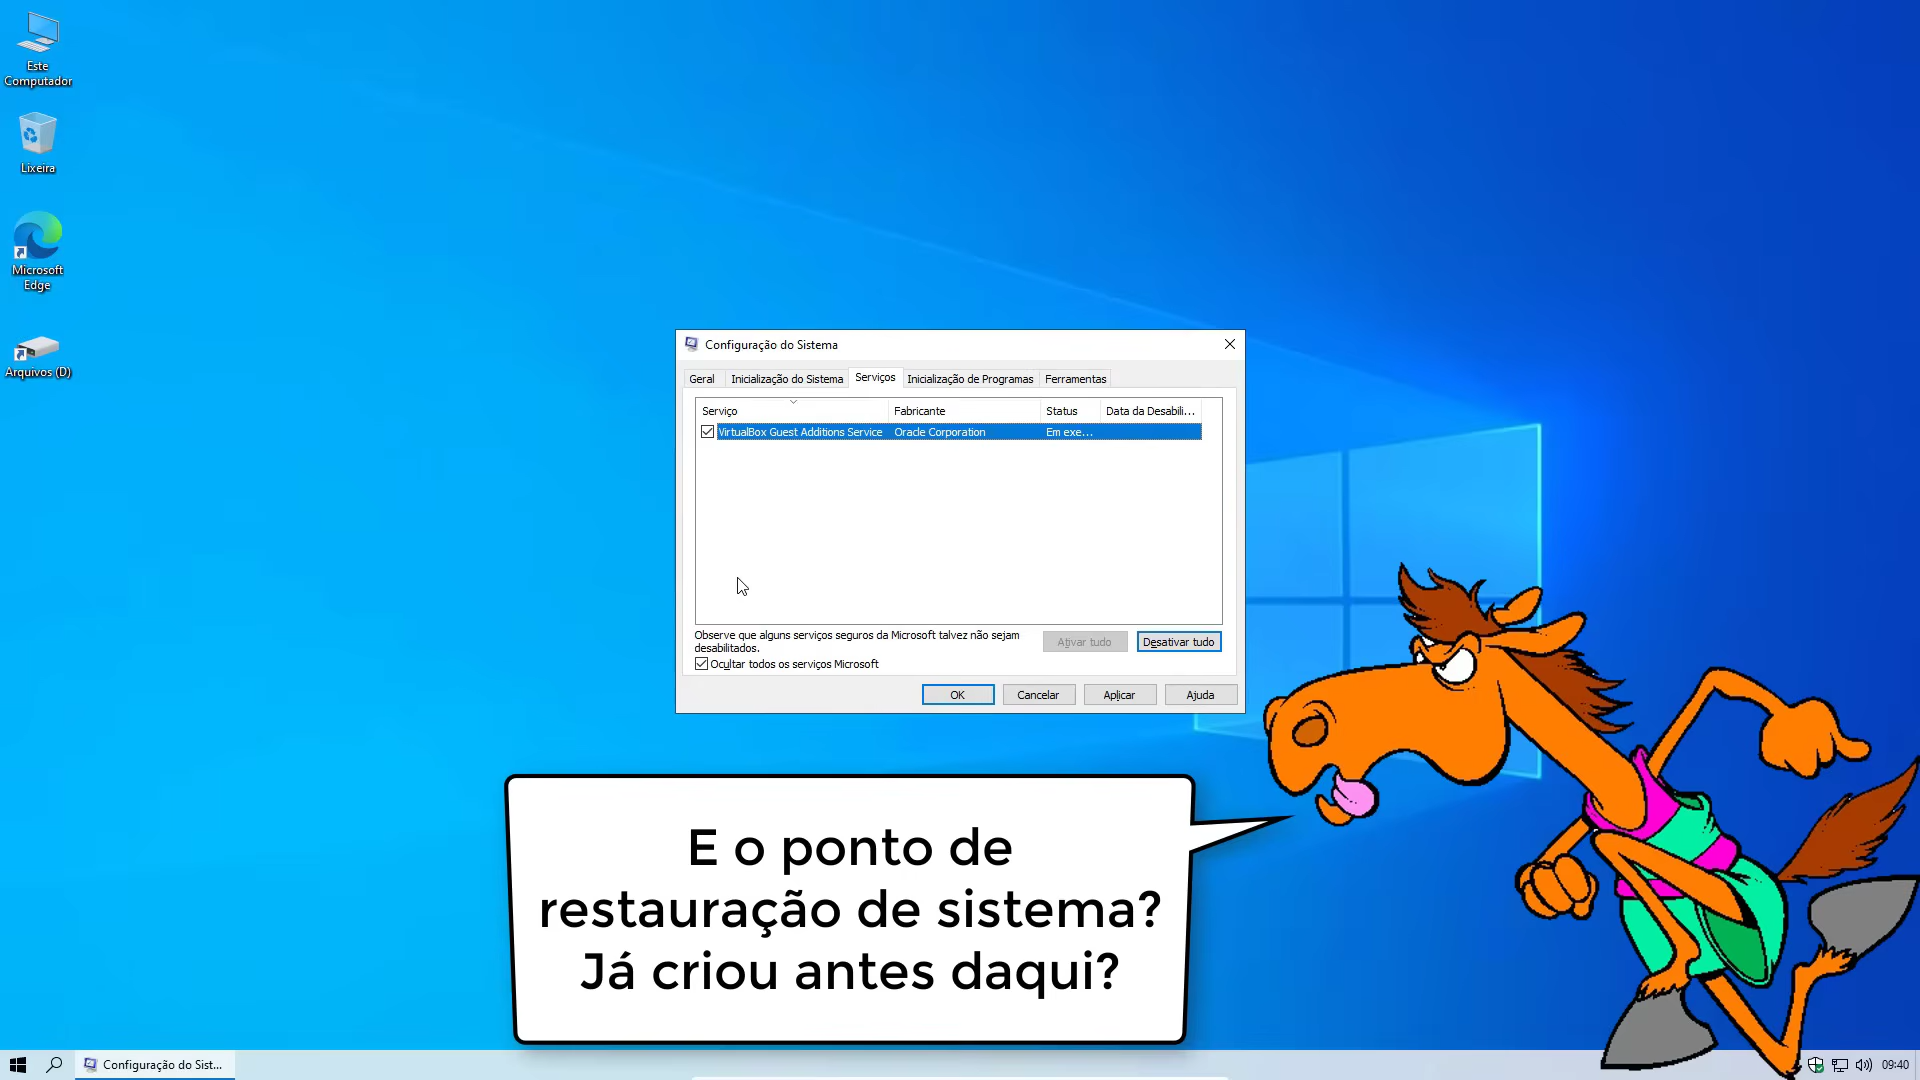 Este
Computador
Lixeira
Microsoft
Edge
Arquivos (D)
Configuração do Sistema
Geral Inicialização do Sistema Serviços Inicialização de Programas Ferramentas
Serviço Fabricante Status Data da Desabili...
VirtualBox Guest Additions Service Oracle Corporation Em exe...
Observe que alguns serviços seguros da Microsoft talvez não sejam
desabilitados.
Ativar tudo Desativar tudo
Ocultar todos os serviços Microsoft
OK Cancelar Aplicar Ajuda
E o ponto de
restauração de sistema?
Já criou antes daqui?
Configuração do Sist... 09:40